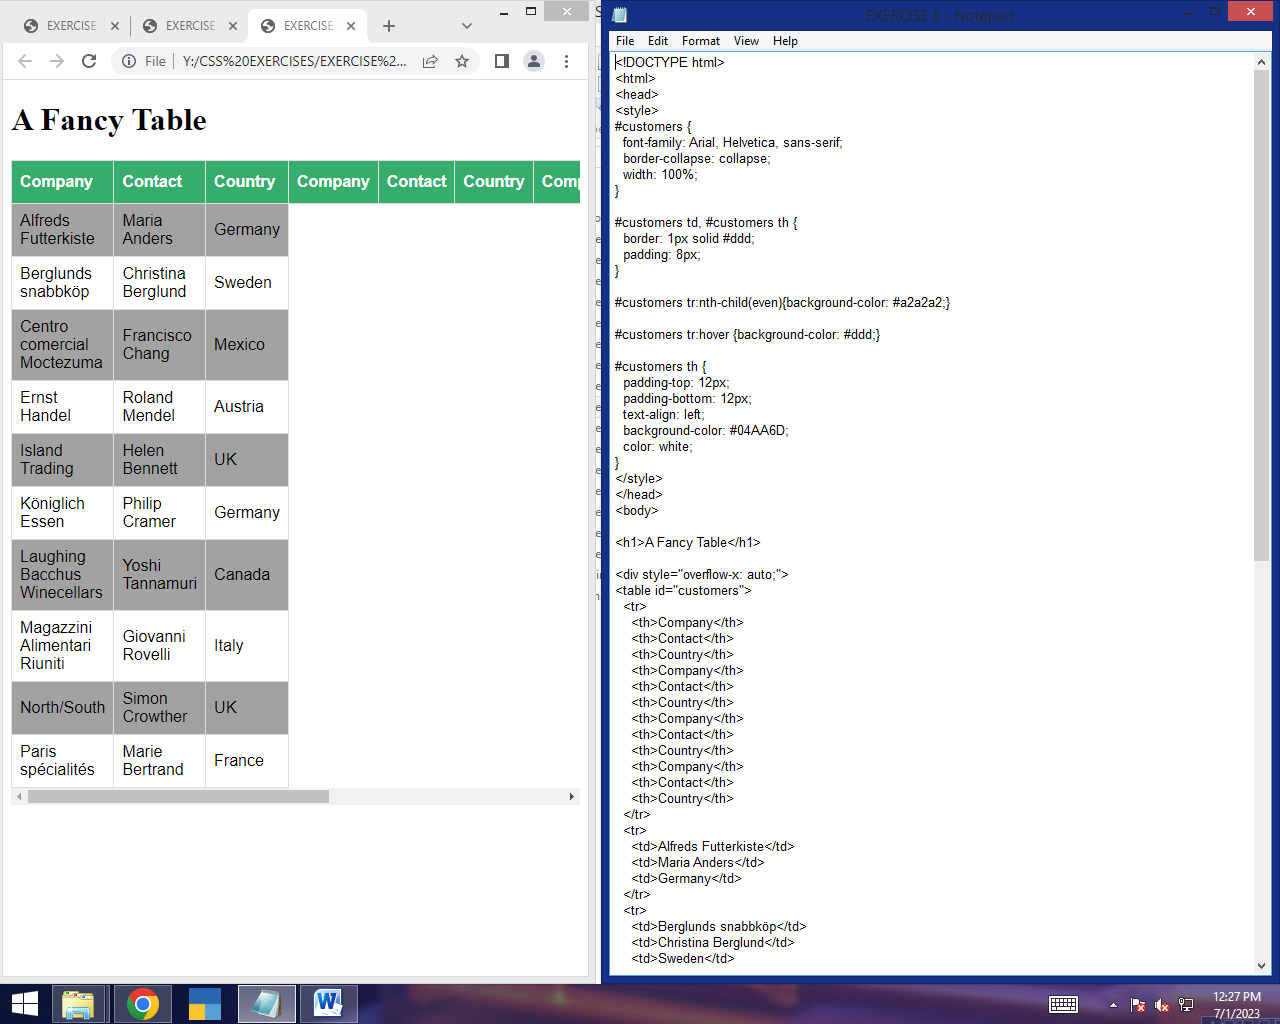 EXERCISE
EXERCISE
EXERCISE
File
Y:/CSS%20EXERCISES/EXERCISE%2...
A Fancy Table
Company Contact Country Company Contact Country
Alfreds Futterkiste Maria Anders Germany
Berglunds snabbköp Christina Berglund Sweden
Centro comercial Moctezuma Francisco Chang Mexico
Ernst Handel Roland Mendel Austria
Island Trading Helen Bennett UK
Königlich Essen Philip Cramer Germany
Laughing Bacchus Winecellars Yoshi Tannamuri Canada
Magazzini Alimentari Riuniti Giovanni Rovelli Italy
North/South Simon Crowther UK
Paris spécialités Marie Bertrand France
EXERCISE 8 - Notepad
File Edit Format View Help
<!DOCTYPE html>
<html>
<head>
<style>
#customers {
  font-family: Arial, Helvetica, sans-serif;
  border-collapse: collapse;
  width: 100%;
}
#customers td, #customers th {
  border: 1px solid #ddd;
  padding: 8px;
}
#customers tr:nth-child(even){background-color: #a2a2a2;}
#customers tr:hover {background-color: #ddd;}
#customers th {
  padding-top: 12px;
  padding-bottom: 12px;
  text-align: left;
  background-color: #04AA6D;
  color: white;
}
</style>
</head>
<body>
<h1>A Fancy Table</h1>
<div style="overflow-x: auto;">
<table id="customers">
  <tr>
    <th>Company</th>
    <th>Contact</th>
    <th>Country</th>
    <th>Company</th>
    <th>Contact</th>
    <th>Country</th>
    <th>Company</th>
    <th>Contact</th>
    <th>Country</th>
    <th>Company</th>
    <th>Contact</th>
    <th>Country</th>
  </tr>
  <tr>
    <td>Alfreds Futterkiste</td>
    <td>Maria Anders</td>
    <td>Germany</td>
  </tr>
  <tr>
    <td>Berglunds snabbköp</td>
    <td>Christina Berglund</td>
    <td>Sweden</td>
12:27 PM
7/1/2023